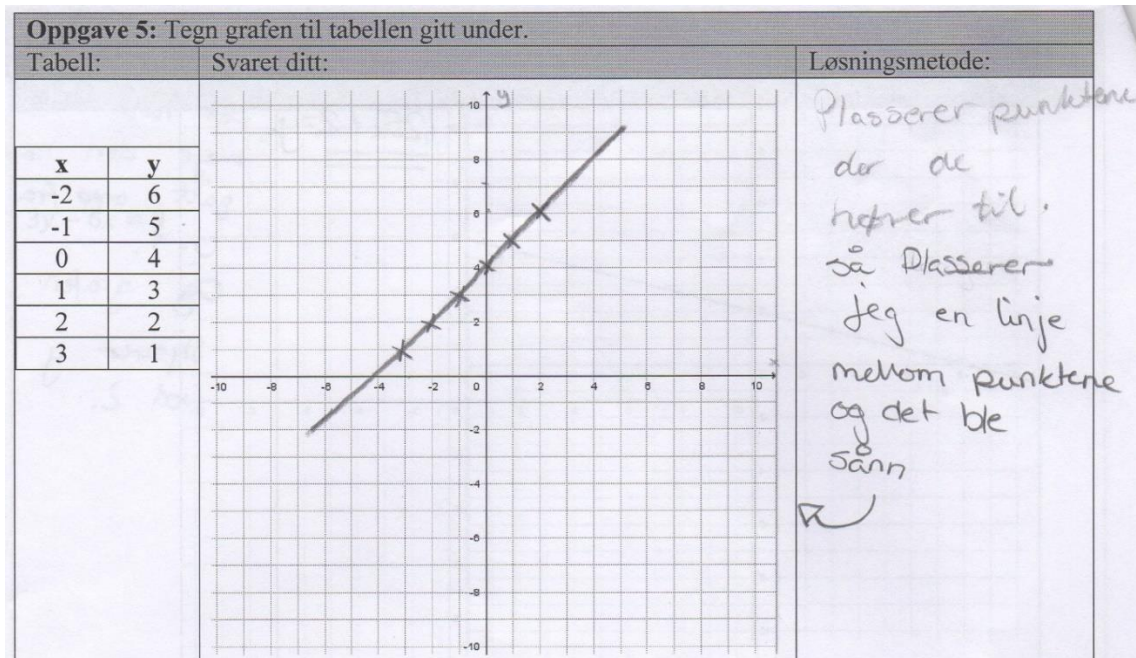 Oppgave 5: Tegn grafen til tabellen gitt under.
Tabell: Svaret ditt: Løsningsmetode:
x y
-2 6
-1 5
0 4
1 3
2 2
3 1
y
10
8
6
4
2
-10 -8 -6 -4 -2 0 2 4 6 8 10
x
-2
-4
-6
-8
-10
Plasserer punktene
der de
hører til.
så Plasserer
jeg en linje
mellom punktene
og det ble
sånn